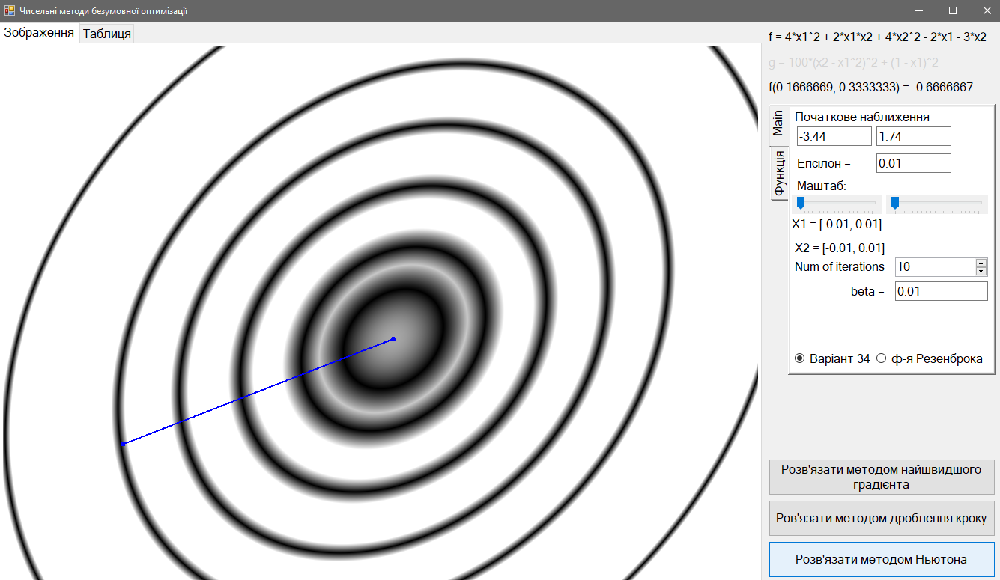 Чисельні методи безумовної оптимізації
Зображення
Таблиця
f = 4*x1^2 + 2*x1*x2 + 4*x2^2 - 2*x1 - 3*x2
g = 100*(x2 - x1^2)^2 + (1 - x1)^2
f(0.1666669, 0.3333333) = -0.6666667
Main
Функція
Початкове наближення
-3.44 1.74
Епсілон = 0.01
Маштаб:
X1 = [-0.01, 0.01]
X2 = [-0.01, 0.01]
Num of iterations 10
beta = 0.01
Варіант 34 ф-я Резенброка
Розв'язати методом найшвидшого
градієнта
Ров'язати методом дроблення кроку
Розв'язати методом Ньютона